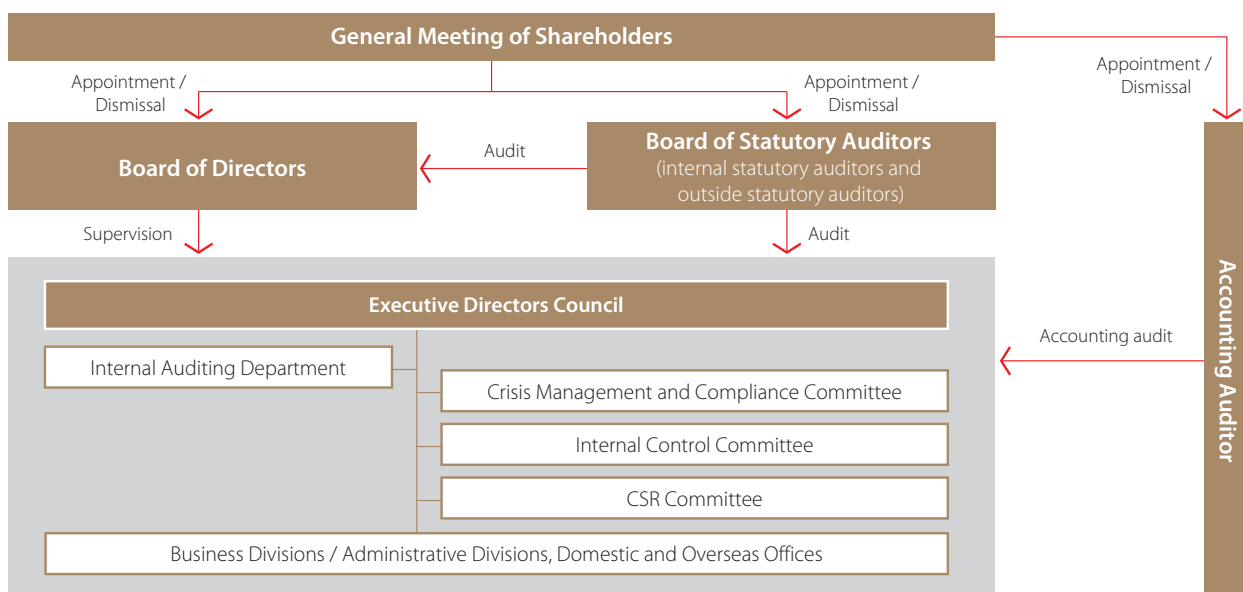 General Meeting of Shareholders
Appointment /
Dismissal
Appointment /
Dismissal
Appointment /
Dismissal
Board of Directors
Audit
Board of Statutory Auditors
(internal statutory auditors and
outside statutory auditors)
Supervision
Audit
Executive Directors Council
Internal Auditing Department
Crisis Management and Compliance Committee
Internal Control Committee
CSR Committee
Business Divisions / Administrative Divisions, Domestic and Overseas Offices
Accounting audit
Accounting Auditor